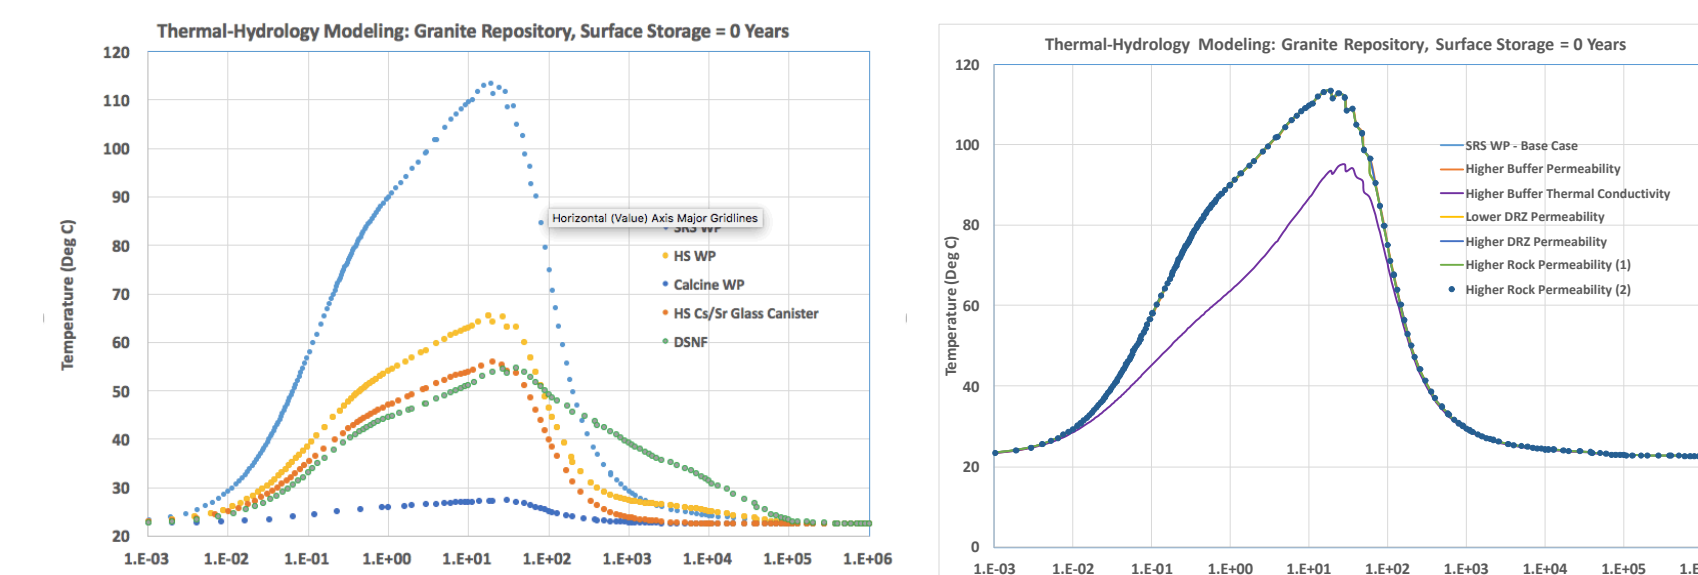 Thermal-Hydrology Modeling: Granite Repository, Surface Storage = 0 Years
120
110
100
90
80
70
60
50
40
30
20
Temperature (Deg C)
1.E-03 1.E-02 1.E-01 1.E+00 1.E+01 1.E+02 1.E+03 1.E+04 1.E+05 1.E+06
Horizontal (Value) Axis Major Gridlines
SRS WP
HS WP
Calcine WP
HS Cs/Sr Glass Canister
DSNF
Thermal-Hydrology Modeling: Granite Repository, Surface Storage = 0 Years
120
100
80
60
40
20
0
Temperature (Deg C)
1.E-03 1.E-02 1.E-01 1.E+00 1.E+01 1.E+02 1.E+03 1.E+04 1.E+05
SRS WP - Base Case
Higher Buffer Permeability
Higher Buffer Thermal Conductivity
Lower DRZ Permeability
Higher DRZ Permeability
Higher Rock Permeability (1)
Higher Rock Permeability (2)